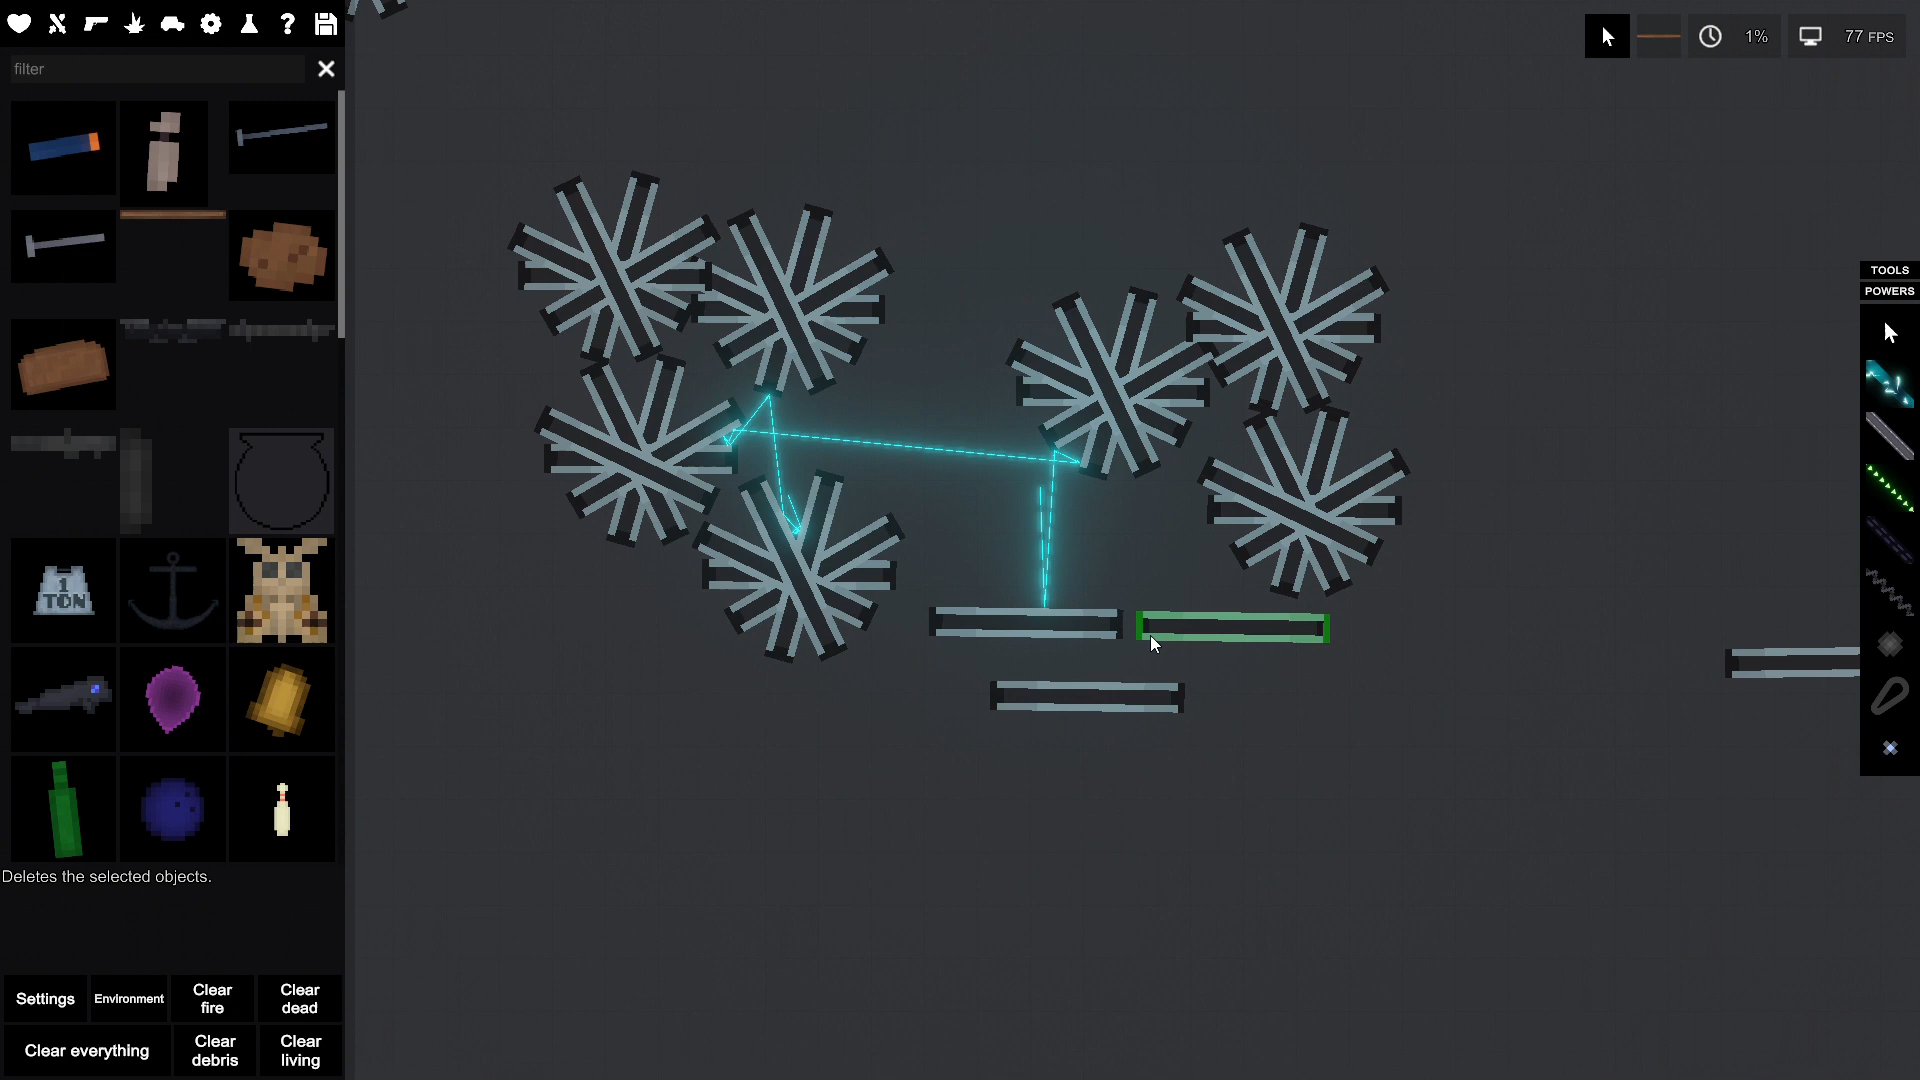 filter
1%
77 FPS
TOOLS
POWERS
1
TON
Deletes the selected objects.
Settings
Environment
Clear
fire
Clear
dead
Clear everything
Clear
debris
Clear
living